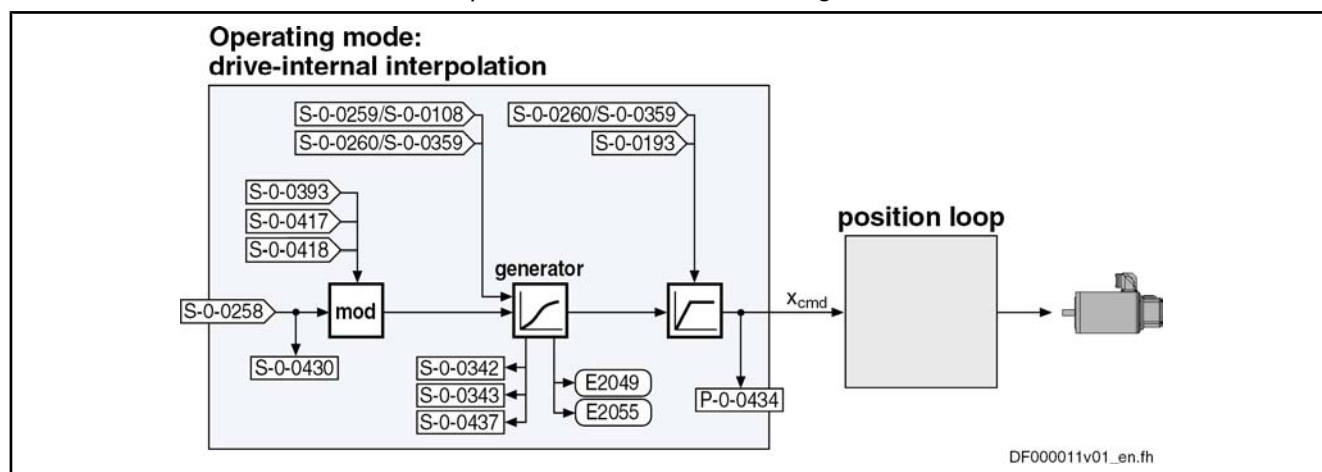 Operating mode:
drive-internal interpolation
S-0-0259/S-0-0108
S-0-0260/S-0-0359
S-0-0260/S-0-0359
S-0-0193
S-0-0393
S-0-0417
S-0-0418
position loop
generator
S-0-0258
mod
xcmd
S-0-0430
S-0-0342
S-0-0343
S-0-0437
E2049
E2055
P-0-0434
DF000011v01_en.fh